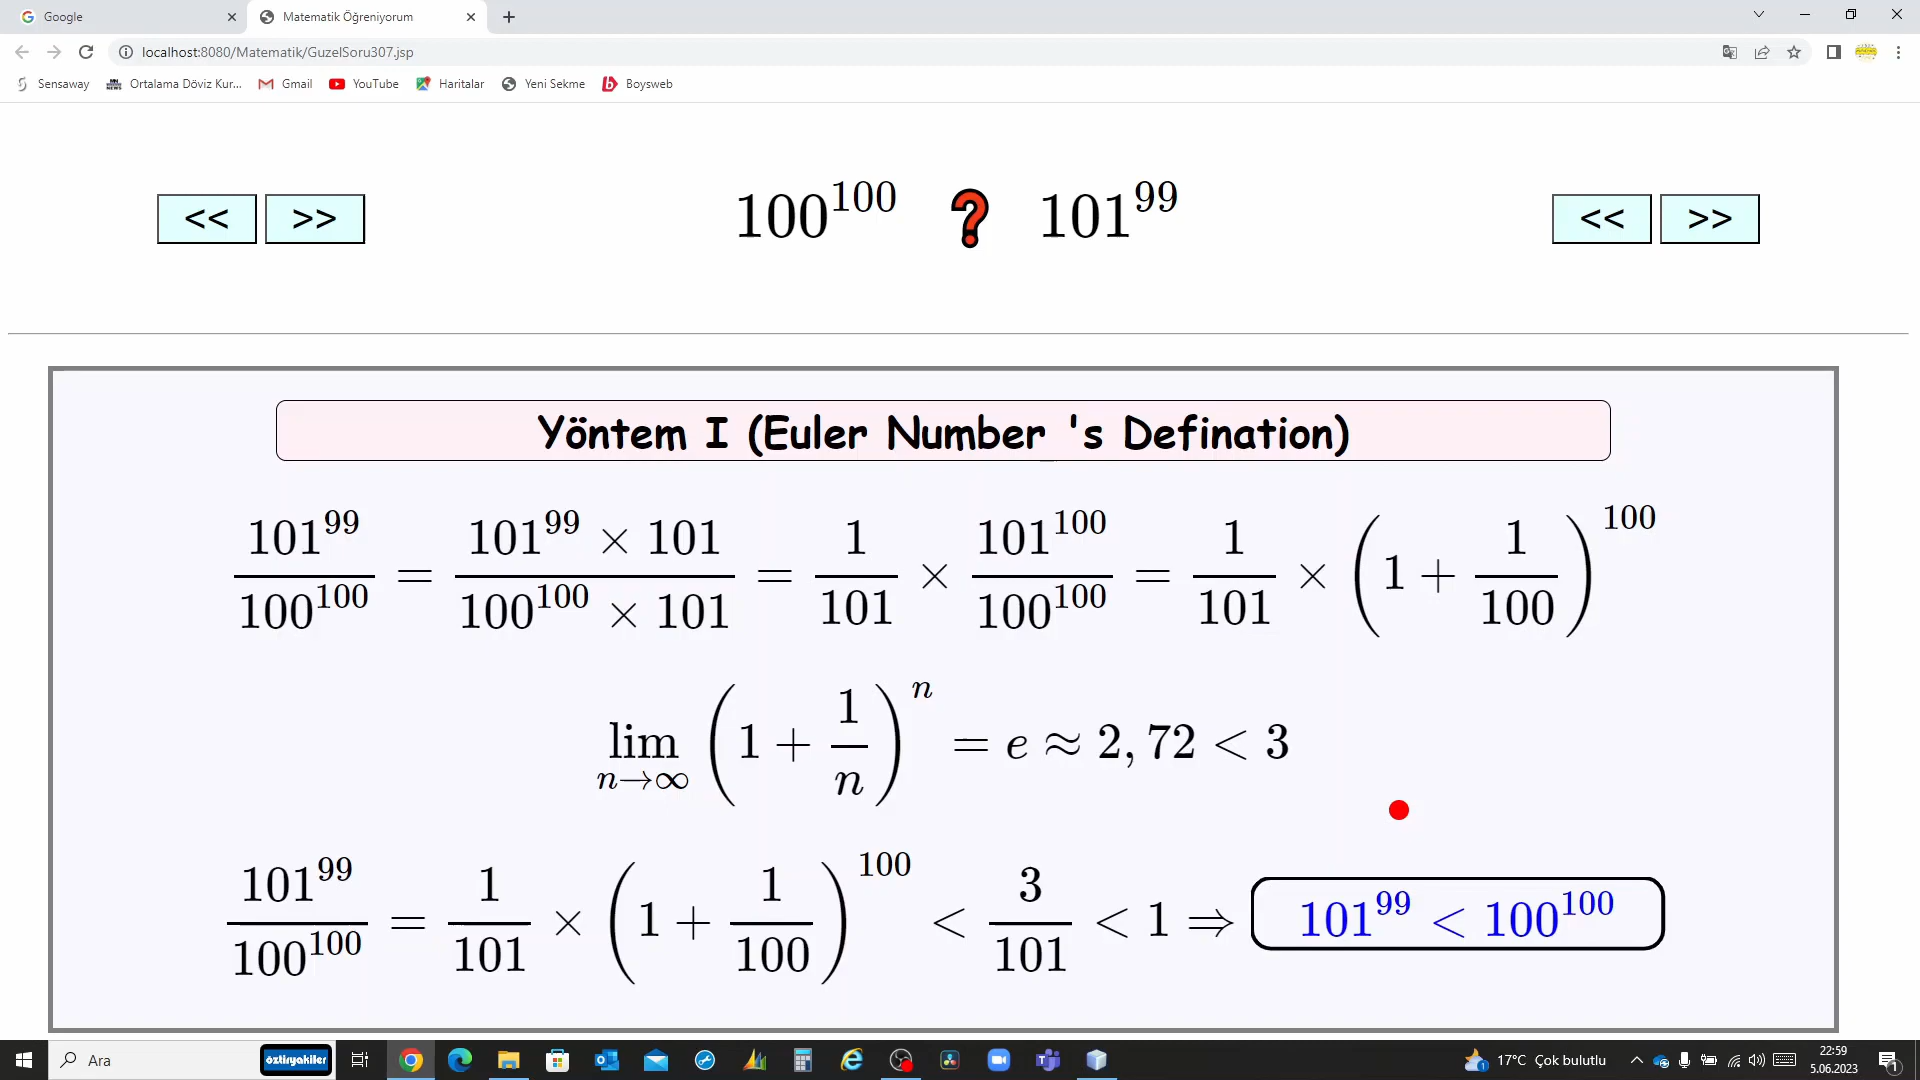 Google
Matematik Öğreniyorum
localhost:8080/Matematik/GuzelSoru307.jsp
Sensaway Ortalama Döviz Kur... Gmail YouTube Haritalar Yeni Sekme Boysweb
<< >> 100^100 ? 101^99 << >>
Yöntem I (Euler Number 's Defination)
101^99/100^100 = (101^99 × 101)/(100^100 × 101) = 1/101 × 101^100/100^100 = 1/101 × (1 + 1/100)^100
lim n→∞ (1 + 1/n)^n = e ≈ 2,72 < 3
101^99/100^100 = 1/101 × (1 + 1/100)^100 < 3/101 < 1 ⇒ 101^99 < 100^100
Ara öztiryakiler 17°C Çok bulutlu 22:59
5.06.2023 1